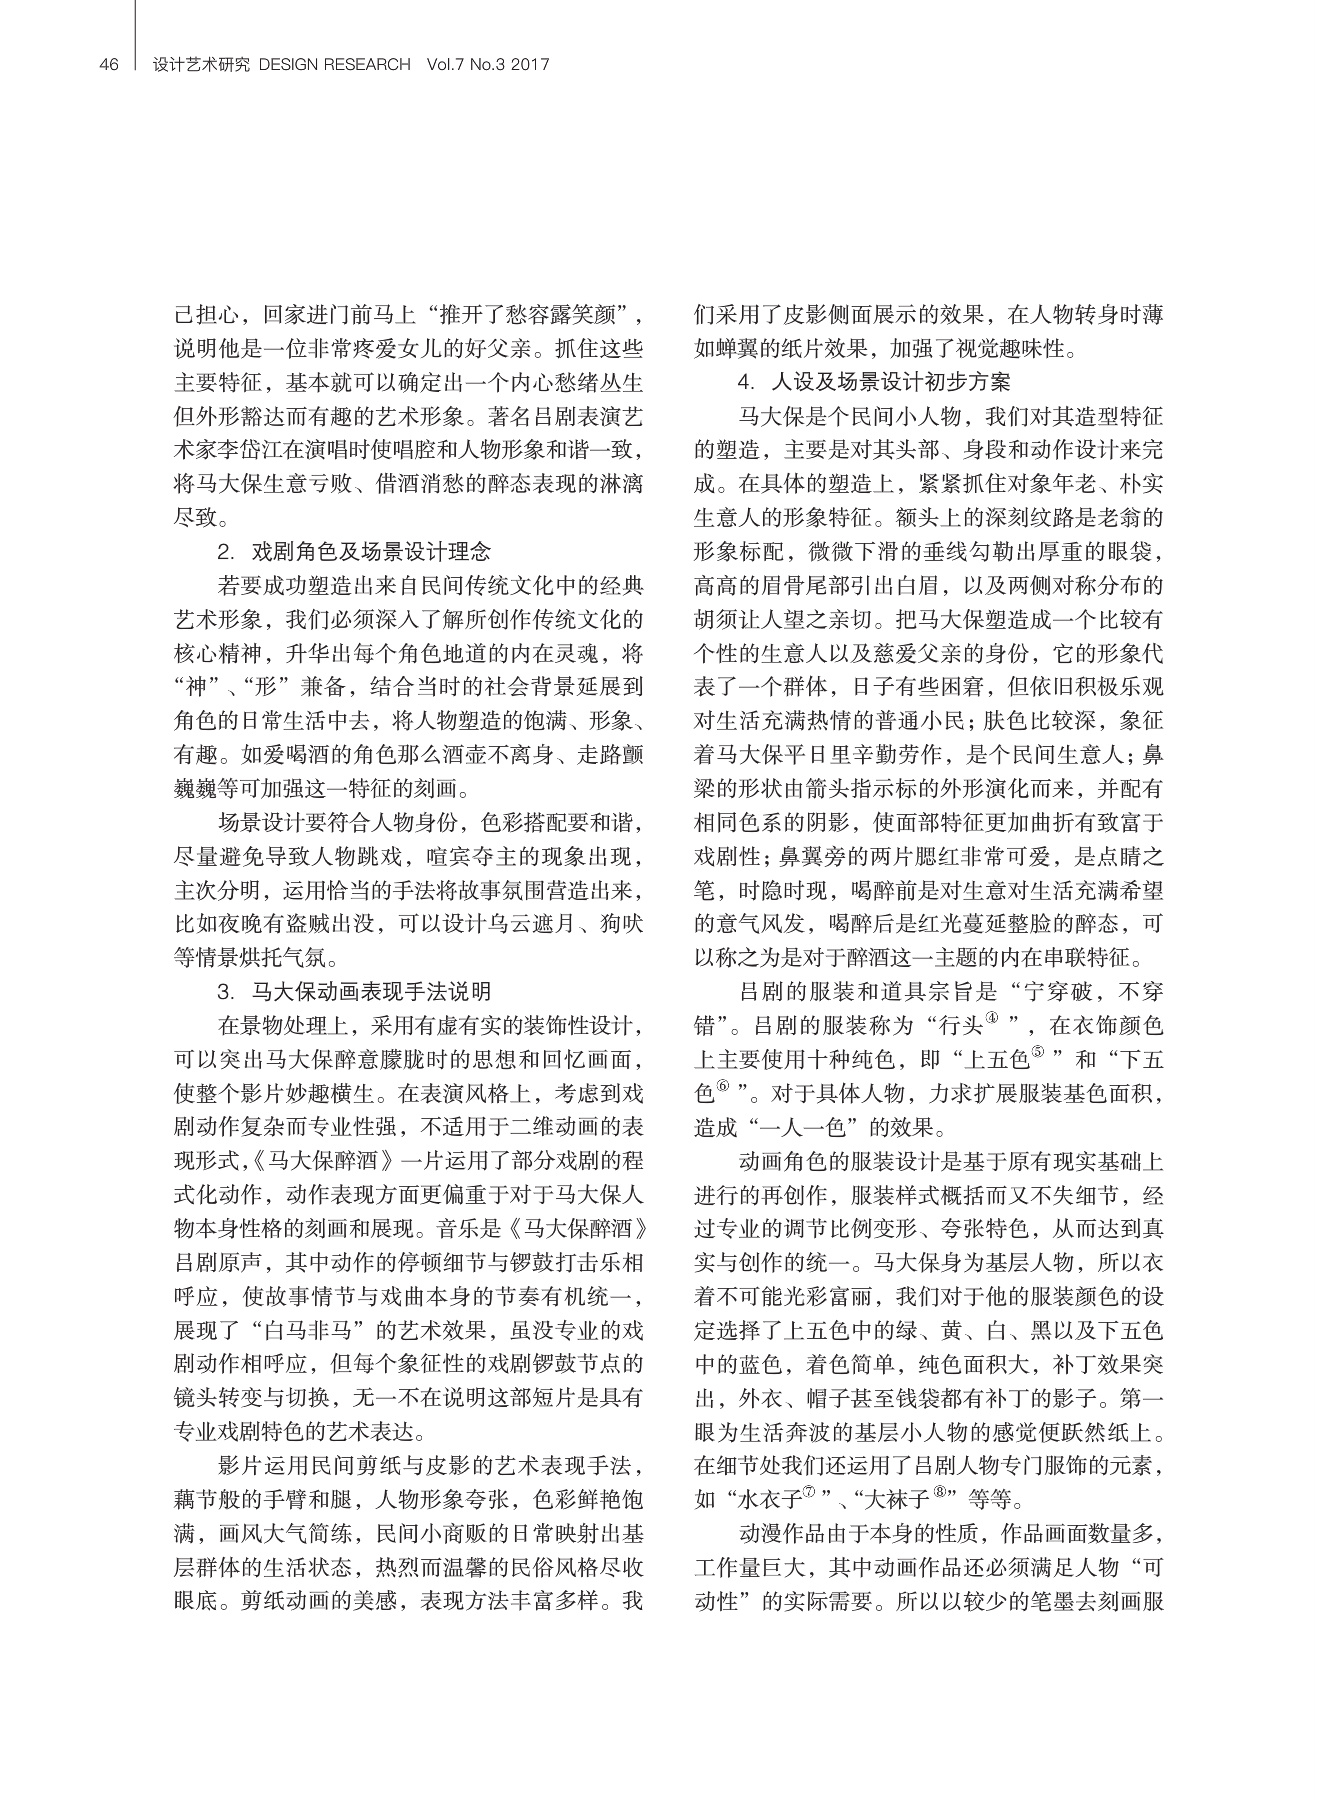 46 设计艺术研究 DESIGN RESEARCH Vol.7 No.3 2017
己担心，回家进门前马上“推开了愁容露笑颜”，
说明他是一位非常疼爱女儿的好父亲。抓住这些
主要特征，基本就可以确定出一个内心愁绪丛生
但外形豁达而有趣的艺术形象。著名吕剧表演艺
术家李岱江在演唱时使唱腔和人物形象和谐一致，
将马大保生意亏败、借酒消愁的醉态表现的淋漓
尽致。
2. 戏剧角色及场景设计理念
若要成功塑造出来自民间传统文化中的经典
艺术形象，我们必须深入了解所创作传统文化的
核心精神，升华出每个角色地道的内在灵魂，将
“神”、“形”兼备，结合当时的社会背景延展到
角色的日常生活中去，将人物塑造的饱满、形象、
有趣。如爱喝酒的角色那么酒壶不离身、走路颤
巍巍等可加强这一特征的刻画。
场景设计要符合人物身份，色彩搭配要和谐，
尽量避免导致人物跳戏，喧宾夺主的现象出现，
主次分明，运用恰当的手法将故事氛围营造出来，
比如夜晚有盗贼出没，可以设计乌云遮月、狗吠
等情景烘托气氛。
3. 马大保动画表现手法说明
在景物处理上，采用有虚有实的装饰性设计，
可以突出马大保醉意朦胧时的思想和回忆画面，
使整个影片妙趣横生。在表演风格上，考虑到戏
剧动作复杂而专业性强，不适用于二维动画的表
现形式，《马大保醉酒》一片运用了部分戏剧的程
式化动作，动作表现方面更偏重于对于马大保人
物本身性格的刻画和展现。音乐是《马大保醉酒》
吕剧原声，其中动作的停顿细节与锣鼓打击乐相
呼应，使故事情节与戏曲本身的节奏有机统一，
展现了“白马非马”的艺术效果，虽没专业的戏
剧动作相呼应，但每个象征性的戏剧锣鼓节点的
镜头转变与切换，无一不在说明这部短片是具有
专业戏剧特色的艺术表达。
影片运用民间剪纸与皮影的艺术表现手法，
藕节般的手臂和腿，人物形象夸张，色彩鲜艳饱
满，画风大气简练，民间小商贩的日常映射出基
层群体的生活状态，热烈而温馨的民俗风格尽收
眼底。剪纸动画的美感，表现方法丰富多样。我
们采用了皮影侧面展示的效果，在人物转身时薄
如蝉翼的纸片效果，加强了视觉趣味性。
4. 人设及场景设计初步方案
马大保是个民间小人物，我们对其造型特征
的塑造，主要是对其头部、身段和动作设计来完
成。在具体的塑造上，紧紧抓住对象年老、朴实
生意人的形象特征。额头上的深刻纹路是老翁的
形象标配，微微下滑的垂线勾勒出厚重的眼袋，
高高的眉骨尾部引出白眉，以及两侧对称分布的
胡须让人望之亲切。把马大保塑造成一个比较有
个性的生意人以及慈爱父亲的身份，它的形象代
表了一个群体，日子有些困窘，但依旧积极乐观
对生活充满热情的普通小民；肤色比较深，象征
着马大保平日里辛勤劳作，是个民间生意人；鼻
梁的形状由箭头指示标的外形演化而来，并配有
相同色系的阴影，使面部特征更加曲折有致富于
戏剧性；鼻翼旁的两片腮红非常可爱，是点睛之
笔，时隐时现，喝醉前是对生意对生活充满希望
的意气风发，喝醉后是红光蔓延整脸的醉态，可
以称之为是对于醉酒这一主题的内在串联特征。
吕剧的服装和道具宗旨是“宁穿破，不穿
错”。吕剧的服装称为“行头④”，在衣饰颜色
上主要使用十种纯色，即“上五色⑤”和“下五
色⑥”。对于具体人物，力求扩展服装基色面积，
造成“一人一色”的效果。
动画角色的服装设计是基于原有现实基础上
进行的再创作，服装样式概括而又不失细节，经
过专业的调节比例变形、夸张特色，从而达到真
实与创作的统一。马大保身为基层人物，所以衣
着不可能光彩富丽，我们对于他的服装颜色的设
定选择了上五色中的绿、黄、白、黑以及下五色
中的蓝色，着色简单，纯色面积大，补丁效果突
出，外衣、帽子甚至钱袋都有补丁的影子。第一
眼为生活奔波的基层小人物的感觉便跃然纸上。
在细节处我们还运用了吕剧人物专门服饰的元素，
如“水衣子⑦”、“大袜子⑧”等等。
动漫作品由于本身的性质，作品画面数量多，
工作量巨大，其中动画作品还必须满足人物“可
动性”的实际需要。所以以较少的笔墨去刻画服